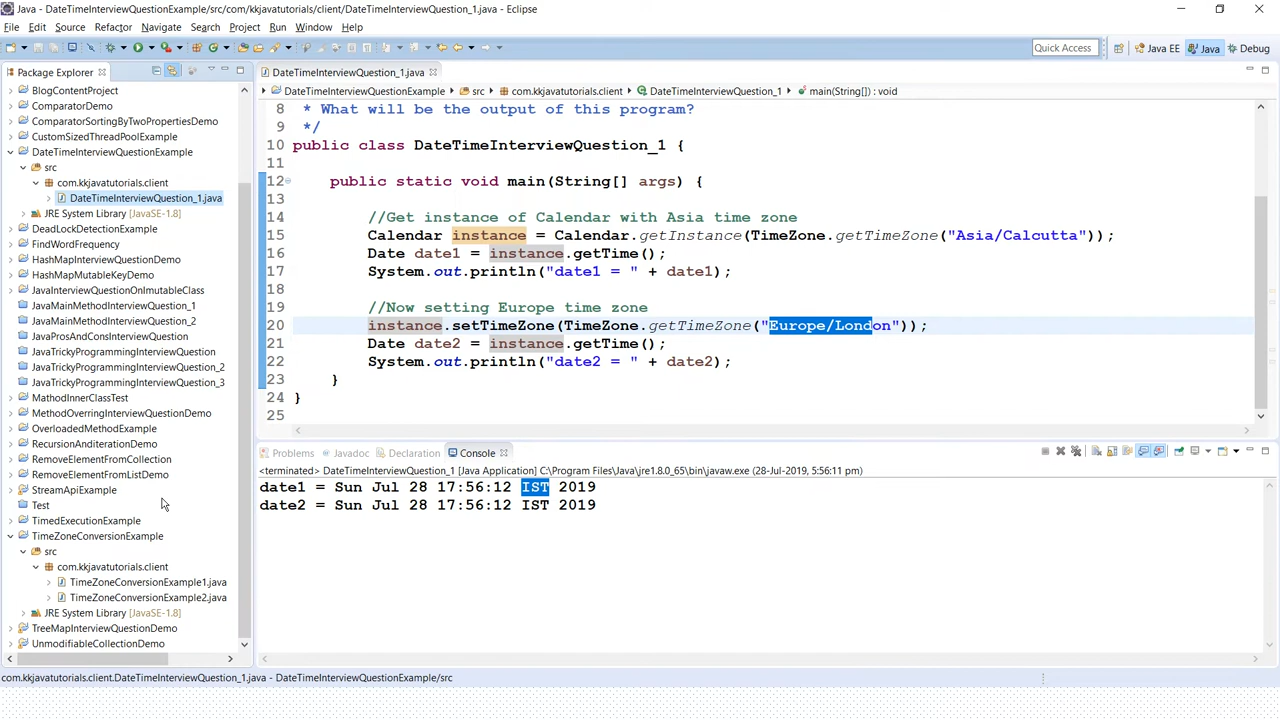 Java - DateTimeInterviewQuestionExample/src/com/kkjavatutorials/client/DateTimeInterviewQuestion_1.java - Eclipse
File Edit Source Refactor Navigate Search Project Run Window Help
Quick Access Java EE Java Debug
Package Explorer
BlogContentProject
ComparatorDemo
ComparatorSortingByTwoPropertiesDemo
CustomSizedThreadPoolExample
DateTimeInterviewQuestionExample
src
com.kkjavatutorials.client
DateTimeInterviewQuestion_1.java
JRE System Library [JavaSE-1.8]
DeadLockDetectionExample
FindWordFrequency
HashMapInterviewQuestionDemo
HashMapMutableKeyDemo
JavaInterviewQuestionOnImutableClass
JavaMainMethodInterview_1
JavaMainMethodInterview_2
JavaProsAndConsInterviewQuestion
JavaTrickyProgrammingInterviewQuestion
JavaTrickyProgrammingInterviewQuestion_2
JavaTrickyProgrammingInterviewQuestion_3
MathodInnerClassTest
MethodOverringInterviewQuestionDemo
OverloadedMethodExample
RecursionAnditerationDemo
RemoveElementFromCollection
RemoveElementFromListDemo
StreamApiExample
Test
TimedExecutionExample
TimeZoneConversionExample
src
com.kkjavatutorials.client
TimeZoneConversionExample1.java
TimeZoneConversionExample2.java
JRE System Library [JavaSE-1.8]
TreeMapInterviewQuestionDemo
UnmodifiableCollectionDemo
DateTimeInterviewQuestion_1.java
DateTimeInterviewQuestionExample src com.kkjavatutorials.client DateTimeInterviewQuestion_1 main(String[]) : void
8 * What will be the output of this program?
9 */
10 public class DateTimeInterviewQuestion_1 {
11
12 public static void main(String[] args) {
13
14 //Get instance of Calendar with Asia time zone
15 Calendar instance = Calendar.getInstance(TimeZone.getTimeZone("Asia/Calcutta"));
16 Date date1 = instance.getTime();
17 System.out.println("date1 = " + date1);
18
19 //Now setting Europe time zone
20 instance.setTimeZone(TimeZone.getTimeZone("Europe/London"));
21 Date date2 = instance.getTime();
22 System.out.println("date2 = " + date2);
23 }
24 }
25
Problems Javadoc Declaration Console
<terminated> DateTimeInterviewQuestion_1 [Java Application] C:\Program Files\Java\jre1.8.0_65\bin\javaw.exe (28-Jul-2019, 5:56:11 pm)
date1 = Sun Jul 28 17:56:12 IST 2019
date2 = Sun Jul 28 17:56:12 IST 2019
com.kkjavatutorials.client.DateTimeInterviewQuestion_1.java - DateTimeInterviewQuestionExample/src